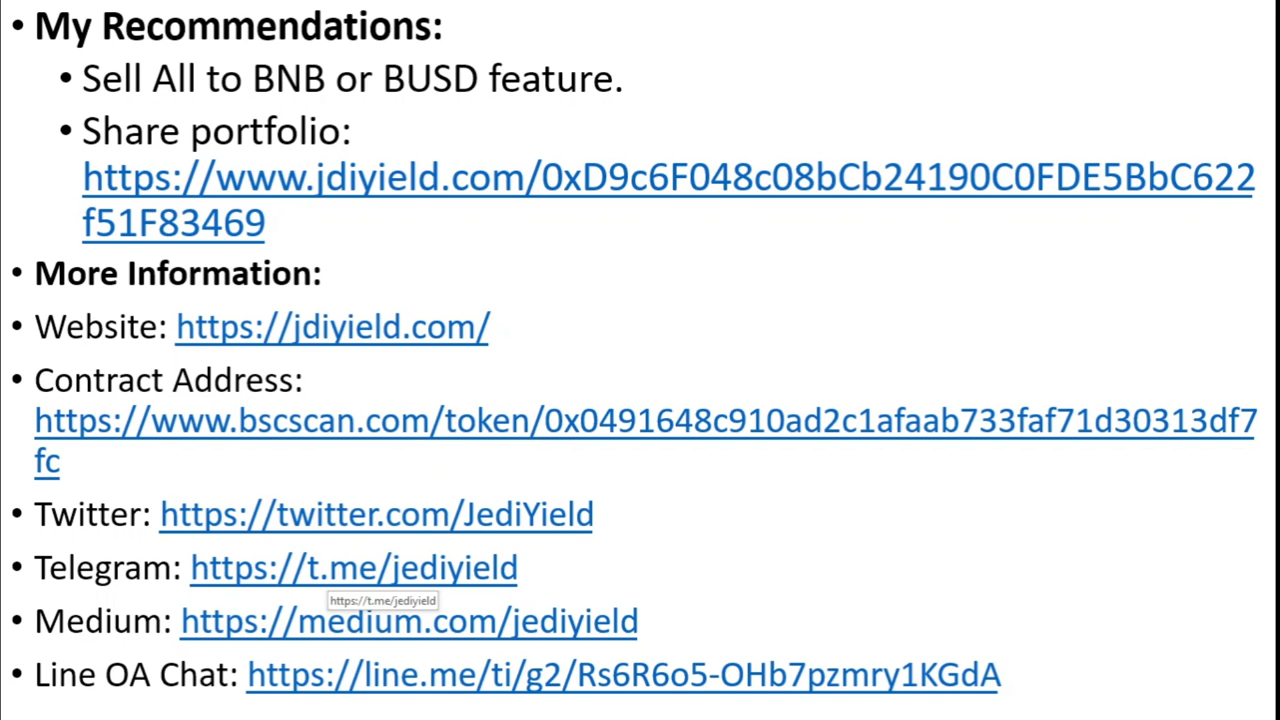 • My Recommendations:
• Sell All to BNB or BUSD feature.
• Share portfolio:
https://www.jdiyield.com/0xD9c6F048c08bCb24190C0FDE5BbC622
f51F83469
• More Information:
• Website: https://jdiyield.com/
• Contract Address:
https://www.bscscan.com/token/0x0491648c910ad2c1afaab733faf71d30313df7
fc
• Twitter: https://twitter.com/JediYield
• Telegram: https://t.me/jediyield
https://t.me/jediyield
• Medium: https://medium.com/jediyield
• Line OA Chat: https://line.me/ti/g2/Rs6R6o5-OHb7pzmry1KGdA